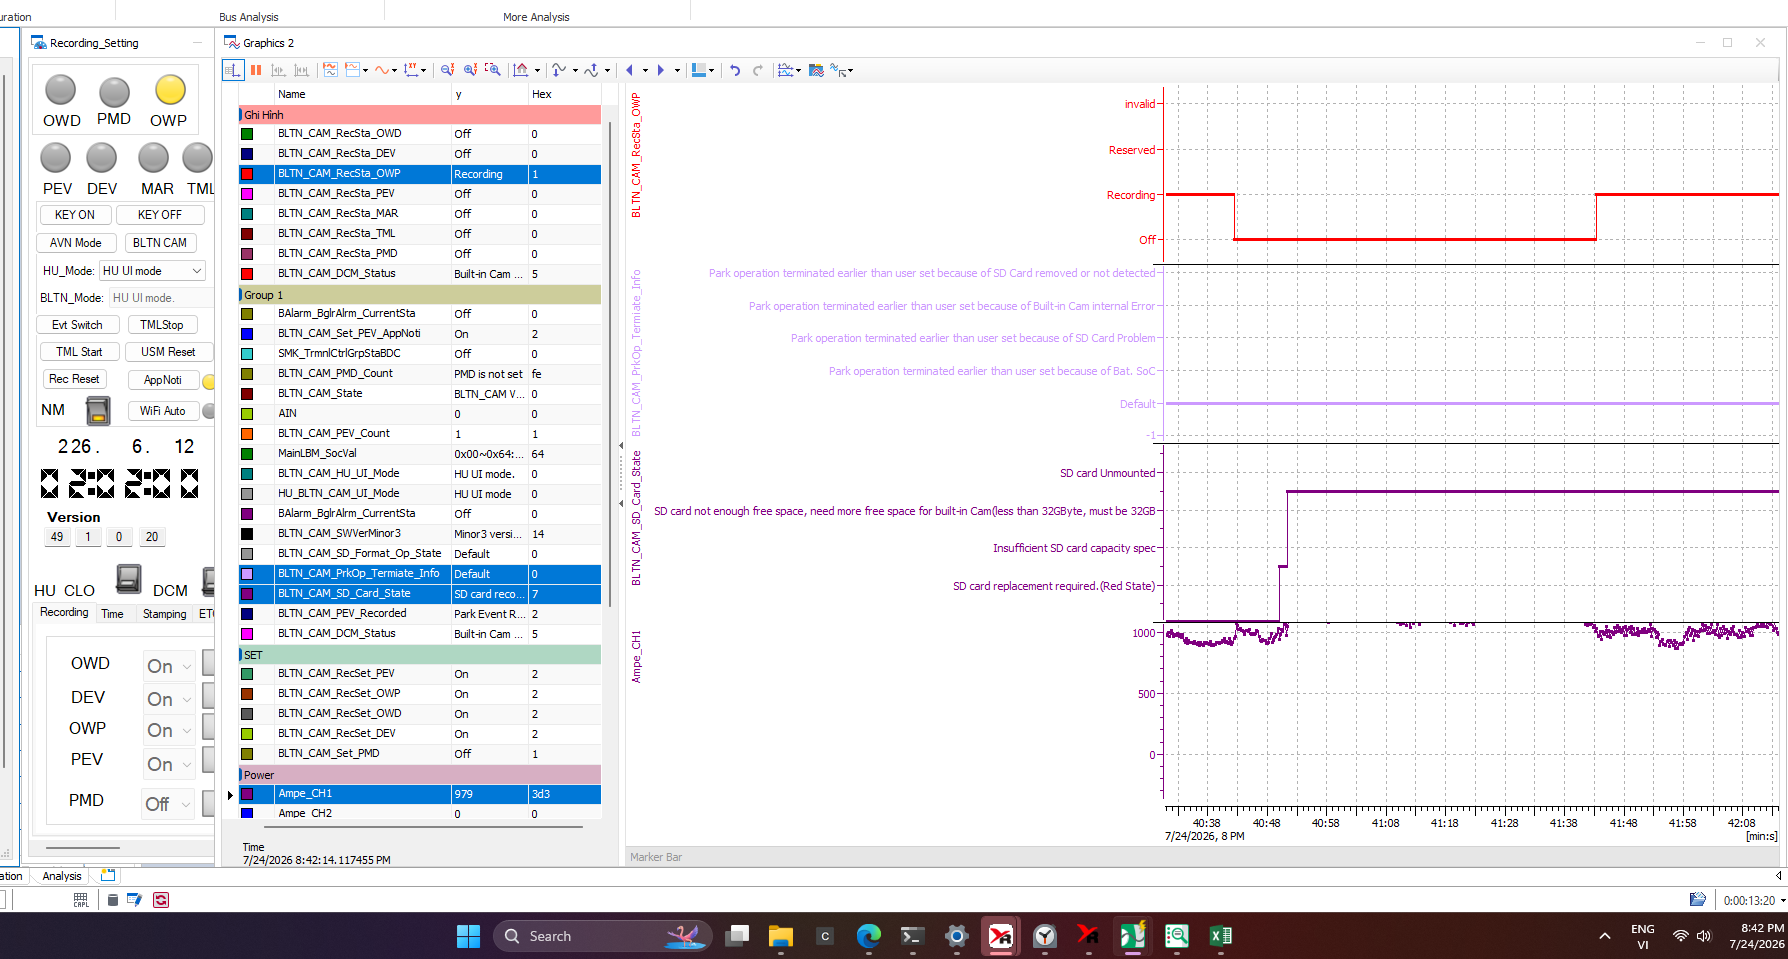 uration
Bus Analysis
More Analysis
Recording_Setting
OWD
PMD
OWP
PEV
DEV
MAR
TML
KEY ON
KEY OFF
AVN Mode
BLTN CAM
HU_Mode:
HU UI mode
BLTN_Mode:
HU UI mode.
Evt Switch
TMLStop
TML Start
USM Reset
Rec Reset
AppNoti
NM
WiFi Auto
226.
6.
12
0 2:0 2:0 0
Version
49
1
0
20
HU
CLO
DCM
Recording
Time
Stamping
ET
OWD
On
DEV
On
OWP
On
PEV
On
PMD
Off
Graphics 2
Name y Hex
Ghi Hình
BLTN_CAM_RecSta_OWD Off 0
BLTN_CAM_RecSta_DEV Off 0
BLTN_CAM_RecSta_OWP Recording 1
BLTN_CAM_RecSta_PEV Off 0
BLTN_CAM_RecSta_MAR Off 0
BLTN_CAM_RecSta_TML Off 0
BLTN_CAM_RecSta_PMD Off 0
BLTN_CAM_DCM_Status Built-in Cam ... 5
Group 1
BAlarm_BglrAlrm_CurrentSta Off 0
BLTN_CAM_Set_PEV_AppNoti On 2
SMK_TrmnlCtrlGrpStaBDC Off 0
BLTN_CAM_PMD_Count PMD is not set fe
BLTN_CAM_State BLTN_CAM V... 0
AIN 0 0
BLTN_CAM_PEV_Count 1 1
MainLBM_SocVal 0x00~0x64:... 64
BLTN_CAM_HU_UI_Mode HU UI mode. 0
HU_BLTN_CAM_UI_Mode HU UI mode 0
BAlarm_BglrAlrm_CurrentSta Off 0
BLTN_CAM_SWVerMinor3 Minor3 versi... 14
BLTN_CAM_SD_Format_Op_State Default 0
BLTN_CAM_PrkOp_Termiate_Info Default 0
BLTN_CAM_SD_Card_State SD card reco... 7
BLTN_CAM_PEV_Recorded Park Event R... 2
BLTN_CAM_DCM_Status Built-in Cam ... 5
SET
BLTN_CAM_RecSet_PEV On 2
BLTN_CAM_RecSet_OWP On 2
BLTN_CAM_RecSet_OWD On 2
BLTN_CAM_RecSet_DEV On 2
BLTN_CAM_Set_PMD Off 1
Power
Ampe_CH1 979 3d3
Ampe_CH2 0 0
Time
7/24/2026 8:42:14.117455 PM
BLTN_CAM_RecSta_OWP
invalid
Reserved
Recording
Off
BLTN_CAM_PrkOp_Termiate_Info
Park operation terminated earlier than user set because of SD Card removed or not detected
Park operation terminated earlier than user set because of Built-in Cam internal Error
Park operation terminated earlier than user set because of SD Card Problem
Park operation terminated earlier than user set because of Bat. SoC
Default
-1
BLTN_CAM_SD_Card_State
SD card Unmounted
SD card not enough free space, need more free space for built-in Cam(less than 32GByte, must be 32GB
Insufficient SD card capacity spec
SD card replacement required.(Red State)
Ampe_CH1
1000
500
0
40:38 40:48 40:58 41:08 41:18 41:28 41:38 41:48 41:58 42:08
7/24/2026, 8 PM
[min:s]
Marker Bar
ation
Analysis
CAPL
0:00:13:20
Search
ENG
VI
8:42 PM
7/24/2026